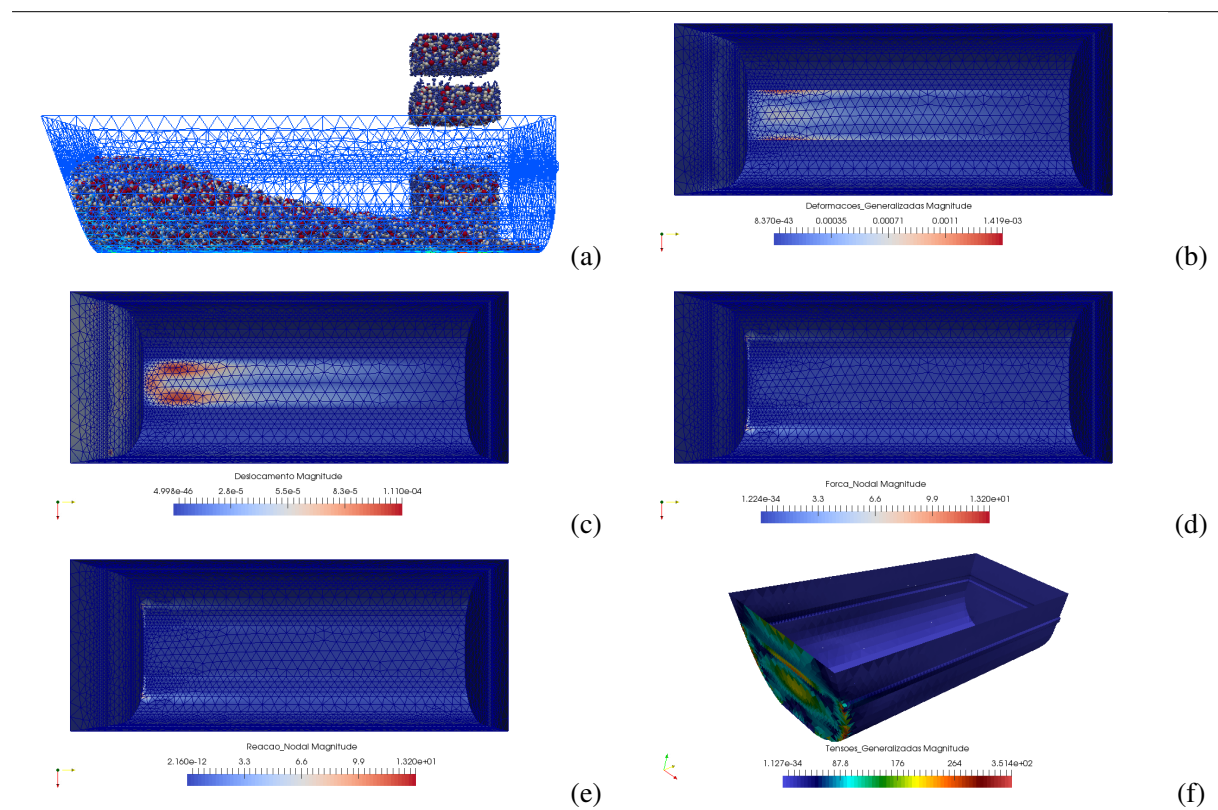 (a)
Deformacoes_Generalizadas Magnitude
8.370e-43 0.00035 0.00071 0.0011 1.419e-03
(b)
Deslocamento Magnitude
4.998e-46 2.8e-5 5.5e-5 8.3e-5 1.110e-04
(c)
Forca_Nodal Magnitude
1.224e-34 3.3 6.6 9.9 1.320e+01
(d)
Reacao_Nodal Magnitude
2.160e-12 3.3 6.6 9.9 1.320e+01
(e)
Tensoes_Generalizadas Magnitude
1.127e-34 87.8 176 264 3.514e+02
(f)